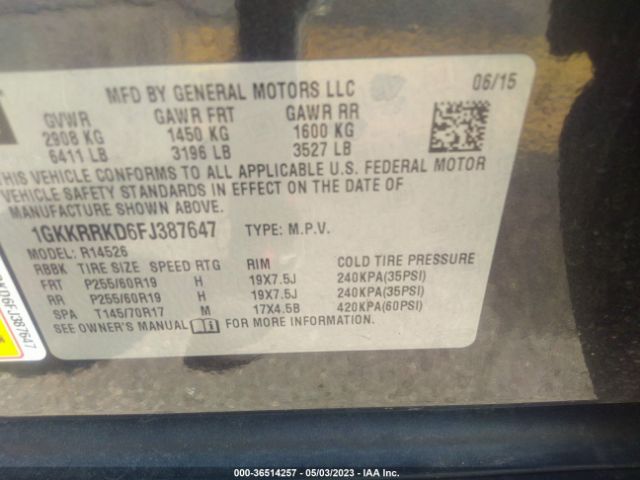 MFD BY GENERAL MOTORS LLC 06/15
GVWR GAWR FRT GAWR RR
2908 KG 1450 KG 1600 KG
6411 LB 3196 LB 3527 LB
THIS VEHICLE CONFORMS TO ALL APPLICABLE U.S. FEDERAL MOTOR
VEHICLE SAFETY STANDARDS IN EFFECT ON THE DATE OF
MANUFACTURE SHOWN ABOVE.
1GKKRRKD6FJ387647 TYPE: M.P.V.
MODEL: R14526
RBBK TIRE SIZE SPEED RTG RIM COLD TIRE PRESSURE
FRT P255/60R19 H 19X7.5J 240KPA(35PSI)
RR P255/60R19 H 19X7.5J 240KPA(35PSI)
SPA T145/70R17 M 17X4.5B 420KPA(60PSI)
SEE OWNER'S MANUAL FOR MORE INFORMATION.
KD6FJ387647
000-36514257 - 05/03/2023 - IAA Inc.